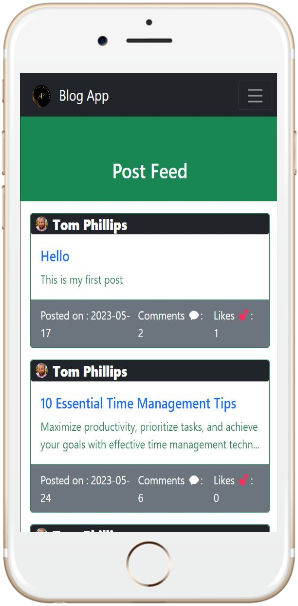 Blog App
Post Feed
Tom Phillips
Hello
This is my first post
Posted on : 2023-05-17 Comments : 2 Likes : 1
Tom Phillips
10 Essential Time Management Tips
Maximize productivity, prioritize tasks, and achieve
your goals with effective time management techn...
Posted on : 2023-05-24 Comments : 6 Likes : 0
Tom Phillips